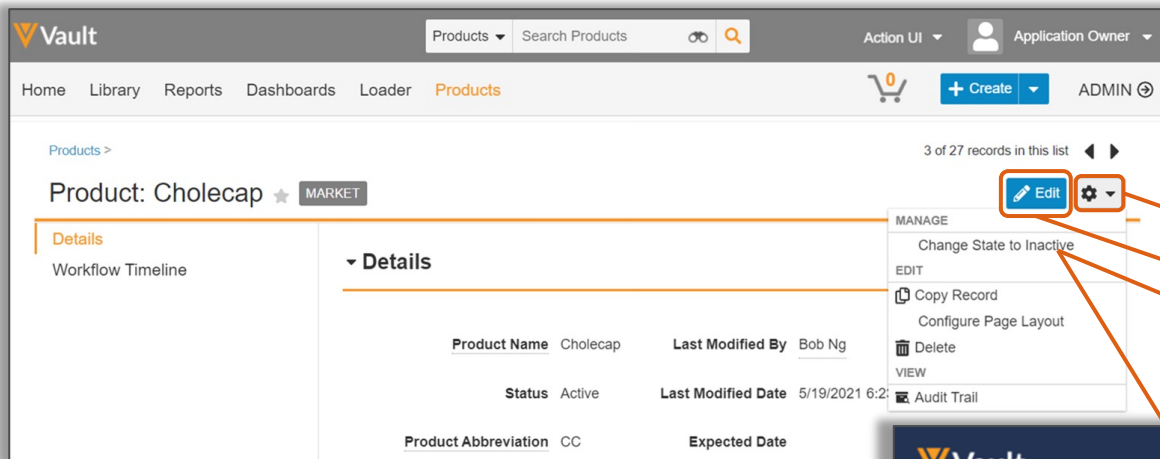 Vault
Products Search Products
Action UI
Application Owner
Home Library Reports Dashboards Loader Products
0
+ Create
ADMIN
Products >
3 of 27 records in this list
Product: Cholecap MARKET
Edit
Details
Workflow Timeline
Details
MANAGE
Change State to Inactive
EDIT
Copy Record
Configure Page Layout
Delete
VIEW
Audit Trail
Product Name Cholecap Last Modified By Bob Ng
Status Active Last Modified Date 5/19/2021 6:2
Product Abbreviation CC Expected Date
Vault